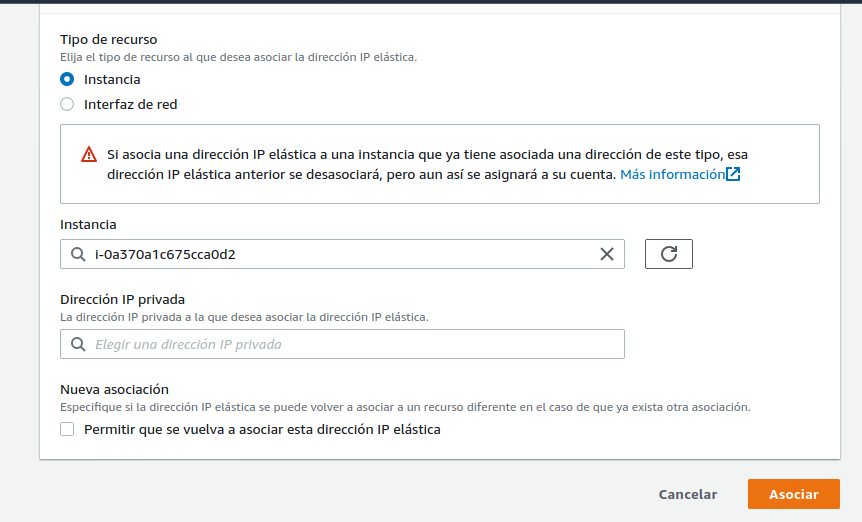 Tipo de recurso
Elija el tipo de recurso al que desea asociar la dirección IP elástica.
Instancia
Interfaz de red
Si asocia una dirección IP elástica a una instancia que ya tiene asociada una dirección de este tipo, esa
dirección IP elástica anterior se desasociará, pero aun así se asignará a su cuenta. Más información
Instancia
i-0a370a1c675cca0d2
Dirección IP privada
La dirección IP privada a la que desea asociar la dirección IP elástica.
Elegir una dirección IP privada
Nueva asociación
Especifique si la dirección IP elástica se puede volver a asociar a un recurso diferente en el caso de que ya exista otra asociación.
Permitir que se vuelva a asociar esta dirección IP elástica
Cancelar
Asociar